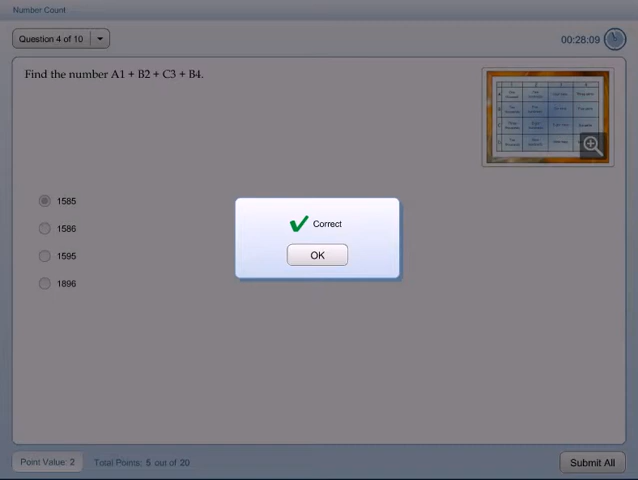 Number Count
Question 4 of 10
00:28:09
Find the number A1 + B2 + C3 + B4.
1585
1586
1595
1896
Correct
OK
Point Value: 2
Total Points: 5 out of 20
Submit All